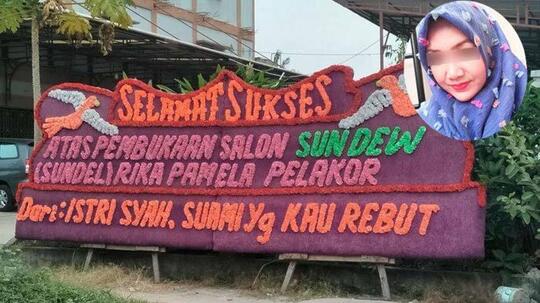 SELAMAT SUKSES
ATAS PEMBUKAAN SALON SUN DEW
(SUNDEL) RIKA PAMELA PELAKOR
Dari : ISTRI SYAH, SUAMI Yg KAU REBUT